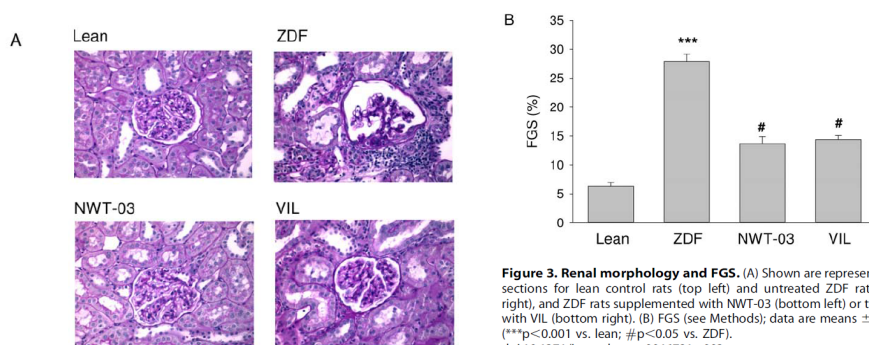 A
Lean
ZDF
NWT-03
VIL
B
35
30
25
20
15
10
5
0
FGS (%)
***
#
#
Lean
ZDF
NWT-03
VIL
Figure 3. Renal morphology and FGS. (A) Shown are
sections for lean control rats (top left) and untreated ZDF
right), and ZDF rats supplemented with NWT-03 (bottom left) or
with VIL (bottom right). (B) FGS (see Methods); data are means ±
(***p<0.001 vs. lean; #p<0.05 vs. ZDF).